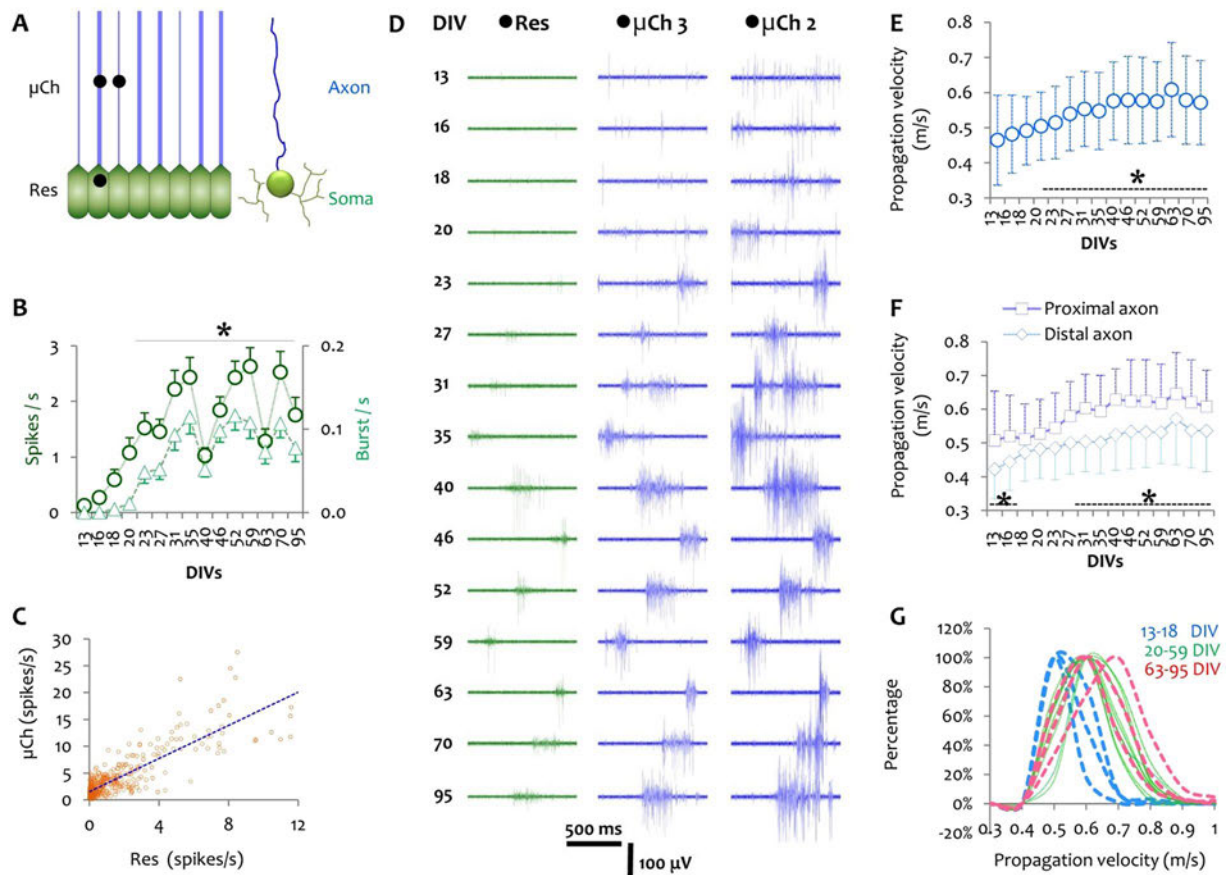 A
µCh
Res
Axon
Soma
B
*
Spikes / s
3
2
1
0
Burst / s
0.2
0.1
0.0
13 16 18 20 23 27 31 35 40 46 52 59 63 70 95
DIVs
C
µCh (spikes/s)
30
25
20
15
10
5
0
0 4 8 12
Res (spikes/s)
D DIV Res µCh 3 µCh 2
13
16
18
20
23
27
31
35
40
46
52
59
63
70
95
500 ms
100 µV
E
Propagation velocity
(m/s)
0.8
0.7
0.6
0.5
0.4
0.3
*
13 16 18 20 23 27 31 35 40 46 52 59 63 70 95
DIVs
F
Proximal axon
Distal axon
Propagation velocity
(m/s)
0.8
0.7
0.6
0.5
0.4
0.3
* *
13 16 18 20 23 27 31 35 40 46 52 59 63 70 95
DIVs
G
13-18 DIV
20-59 DIV
63-95 DIV
Percentage
120%
100%
80%
60%
40%
20%
0%
-20%
0.3 0.4 0.5 0.6 0.7 0.8 0.9 1
Propagation velocity (m/s)